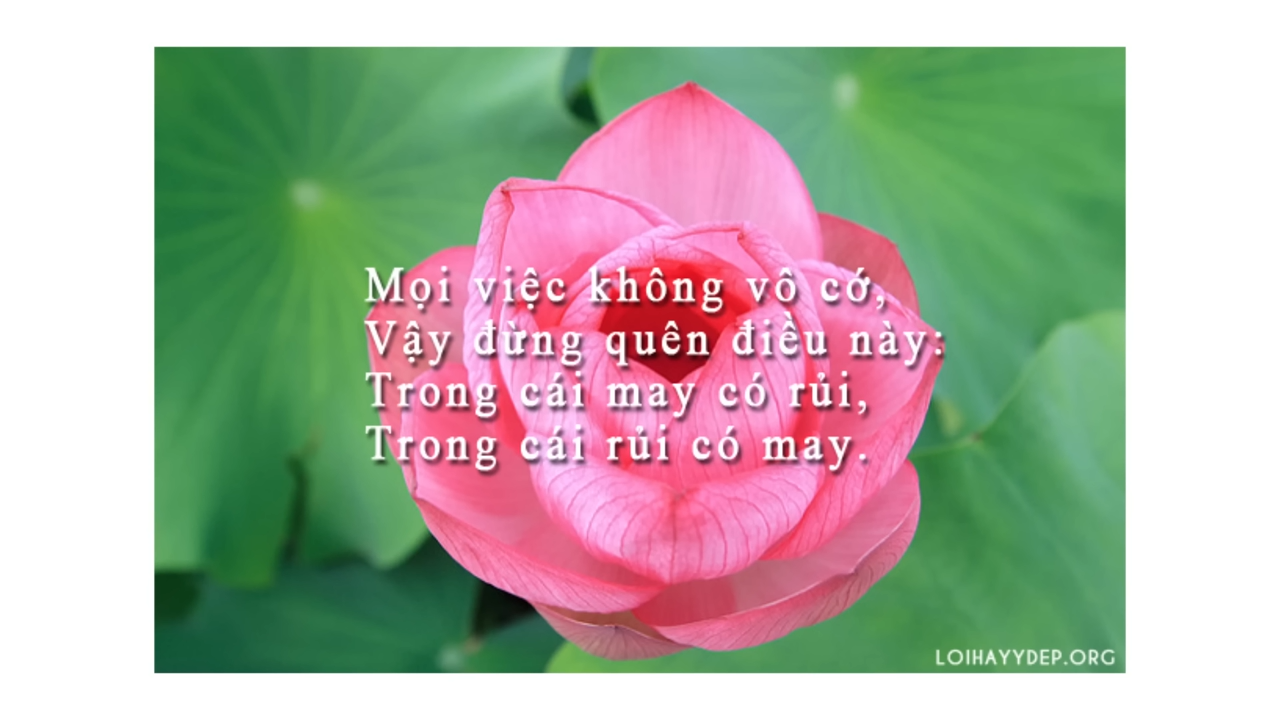 Mọi việc không vô cớ,
Vậy đừng quên điều này:
Trong cái may có rủi,
Trong cái rủi có may.
LOIHAYYDEP.ORG